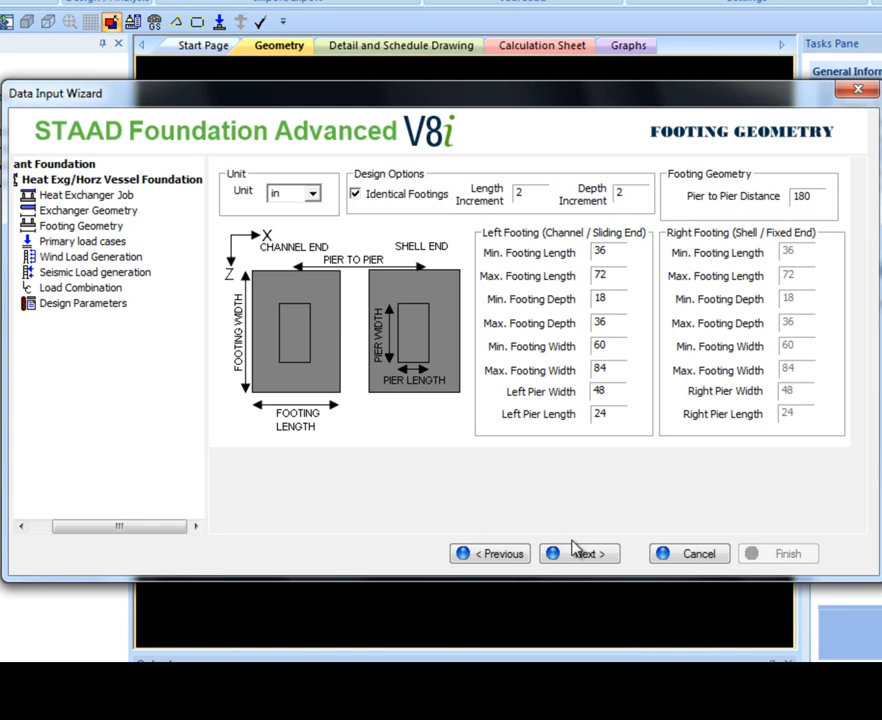 Start Page
Geometry
Detail and Schedule Drawing
Calculation Sheet
Graphs
Tasks Pane
General Inform
Data Input Wizard
STAAD Foundation Advanced V8i
FOOTING GEOMETRY
ant Foundation
Heat Exg/Horz Vessel Foundation
Heat Exchanger Job
Exchanger Geometry
Footing Geometry
Primary load cases
Wind Load Generation
Seismic Load generation
Load Combination
Design Parameters
Unit
Unit in
Design Options
Identical Footings
Length Increment 2
Depth Increment 2
Footing Geometry
Pier to Pier Distance 180
X
Z
CHANNEL END
SHELL END
PIER TO PIER
FOOTING WIDTH
PIER WIDTH
PIER LENGTH
FOOTING LENGTH
Left Footing (Channel / Sliding End)
Min. Footing Length 36
Max. Footing Length 72
Min. Footing Depth 18
Max. Footing Depth 36
Min. Footing Width 60
Max. Footing Width 84
Left Pier Width 48
Left Pier Length 24
Right Footing (Shell / Fixed End)
Min. Footing Length 36
Max. Footing Length 72
Min. Footing Depth 18
Max. Footing Depth 36
Min. Footing Width 60
Max. Footing Width 84
Right Pier Width 48
Right Pier Length 24
< Previous
Next >
Cancel
Finish